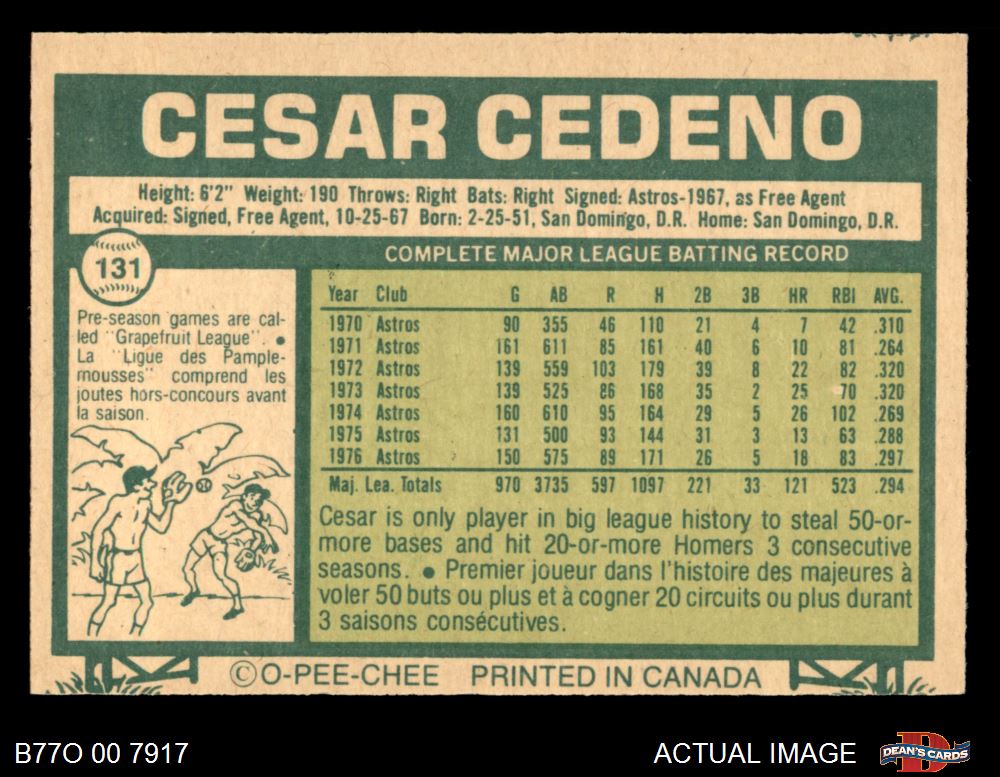 CESAR CEDENO
Height: 6'2" Weight: 190 Throws: Right Bats: Right Signed: Astros-1967, as Free Agent
Acquired: Signed, Free Agent, 10-25-67 Born: 2-25-51, San Domingo, D.R. Home: San Domingo, D.R.
131
Pre-season games are cal-
led "Grapefruit League". •
La "Ligue des Pample-
mousses" comprend les
joutes hors-concours avant
la saison.
COMPLETE MAJOR LEAGUE BATTING RECORD
Year Club G AB R H 2B 3B HR RBI AVG.
1970 Astros 90 355 46 110 21 4 7 42 .310
1971 Astros 161 611 85 161 40 6 10 81 .264
1972 Astros 139 559 103 179 39 8 22 82 .320
1973 Astros 139 525 86 168 35 2 25 70 .320
1974 Astros 160 610 95 164 29 5 26 102 .269
1975 Astros 131 500 93 144 31 3 13 63 .288
1976 Astros 150 575 89 171 26 5 18 83 .297
Maj. Lea. Totals 970 3735 597 1097 221 33 121 523 .294
Cesar is only player in big league history to steal 50-or-
more bases and hit 20-or-more Homers 3 consecutive
seasons. • Premier joueur dans l'histoire des majeures à
voler 50 buts ou plus et à cogner 20 circuits ou plus durant
3 saisons consécutives.
©O-PEE-CHEE PRINTED IN CANADA
B77O 00 7917
ACTUAL IMAGE
D
DEAN'S CARDS